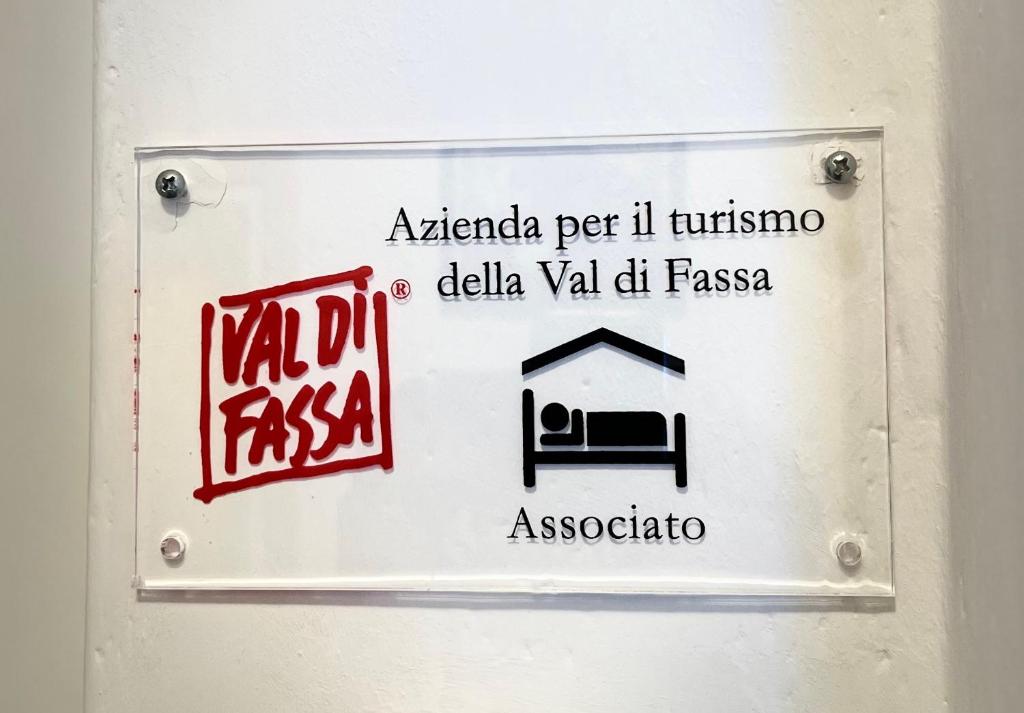 Azienda per il turismo
della Val di Fassa
VAL DI
FASSA
®
Associato